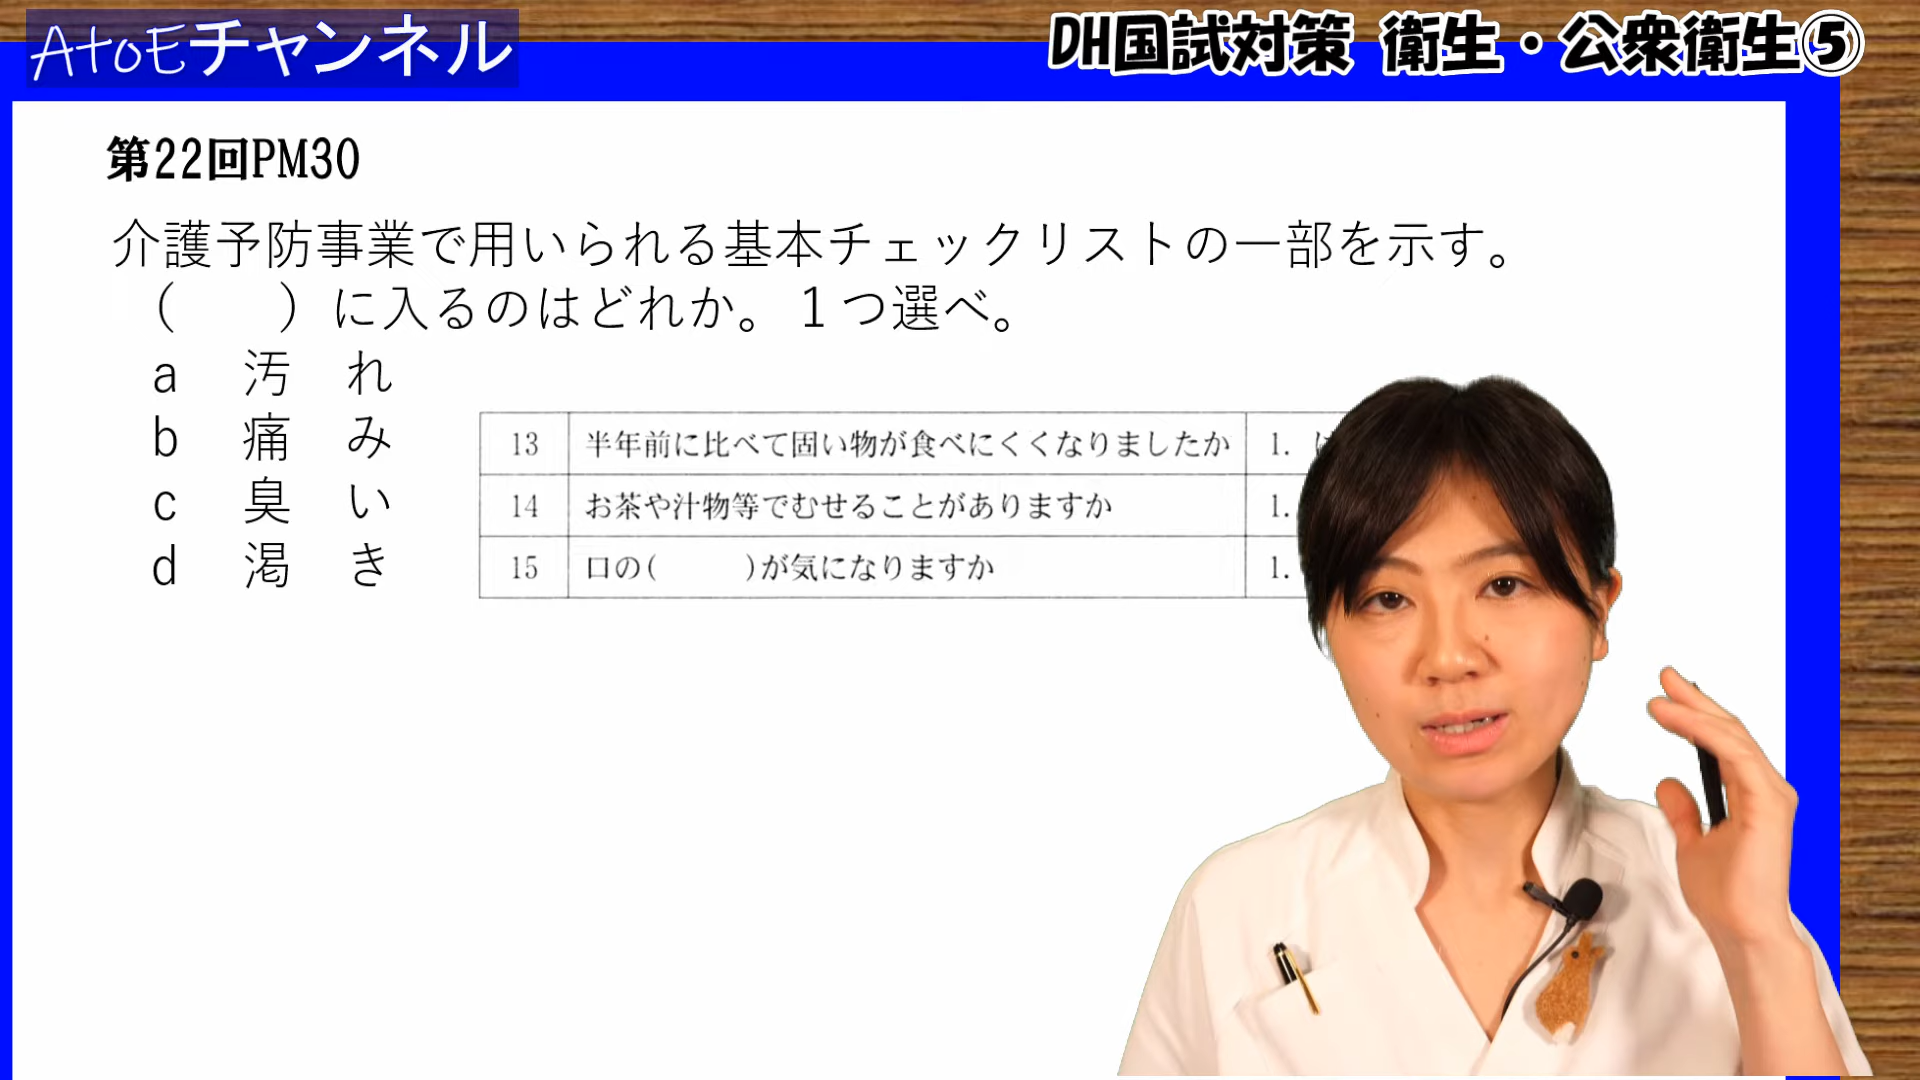 AtoEチャンネル
DH国試対策 衛生・公衆衛生⑤
第22回PM30
介護予防事業で用いられる基本チェックリストの一部を示す。
（　　）に入るのはどれか。１つ選べ。
a 汚 れ
b 痛 み
c 臭 い
d 渇 き
13 半年前に比べて固い物が食べにくくなりましたか 1.
14 お茶や汁物等でむせることがありますか 1.
15 口の(　　)が気になりますか 1.